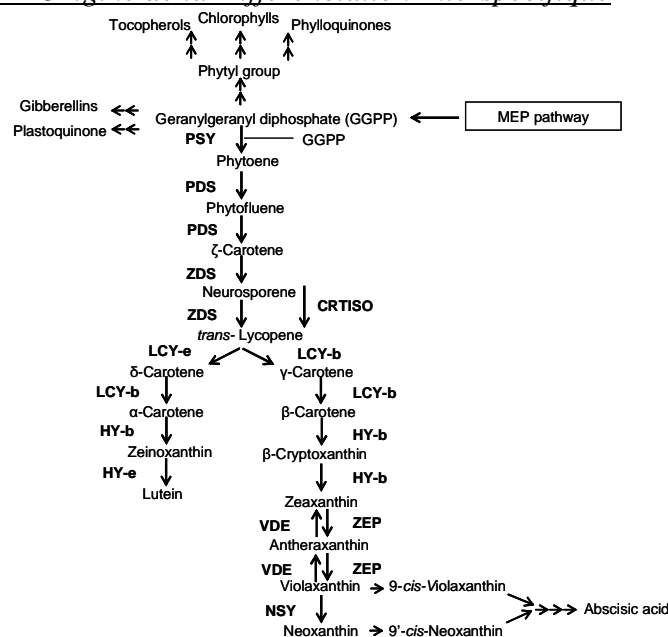 Tocopherols Chlorophylls Phylloquinones
Phytyl group
Gibberellins
Plastoquinone
Geranylgeranyl diphosphate (GGPP)
MEP pathway
PSY
GGPP
Phytoene
PDS
Phytofluene
PDS
ζ-Carotene
ZDS
Neurosporene
CRTISO
ZDS
trans- Lycopene
LCY-e LCY-b
δ-Carotene γ-Carotene
LCY-b LCY-b
α-Carotene β-Carotene
HY-b HY-b
Zeinoxanthin β-Cryptoxanthin
HY-e HY-b
Lutein Zeaxanthin
VDE ZEP
Antheraxanthin
VDE ZEP
Violaxanthin 9-cis-Violaxanthin
NSY Abscisic acid
Neoxanthin 9'-cis-Neoxanthin